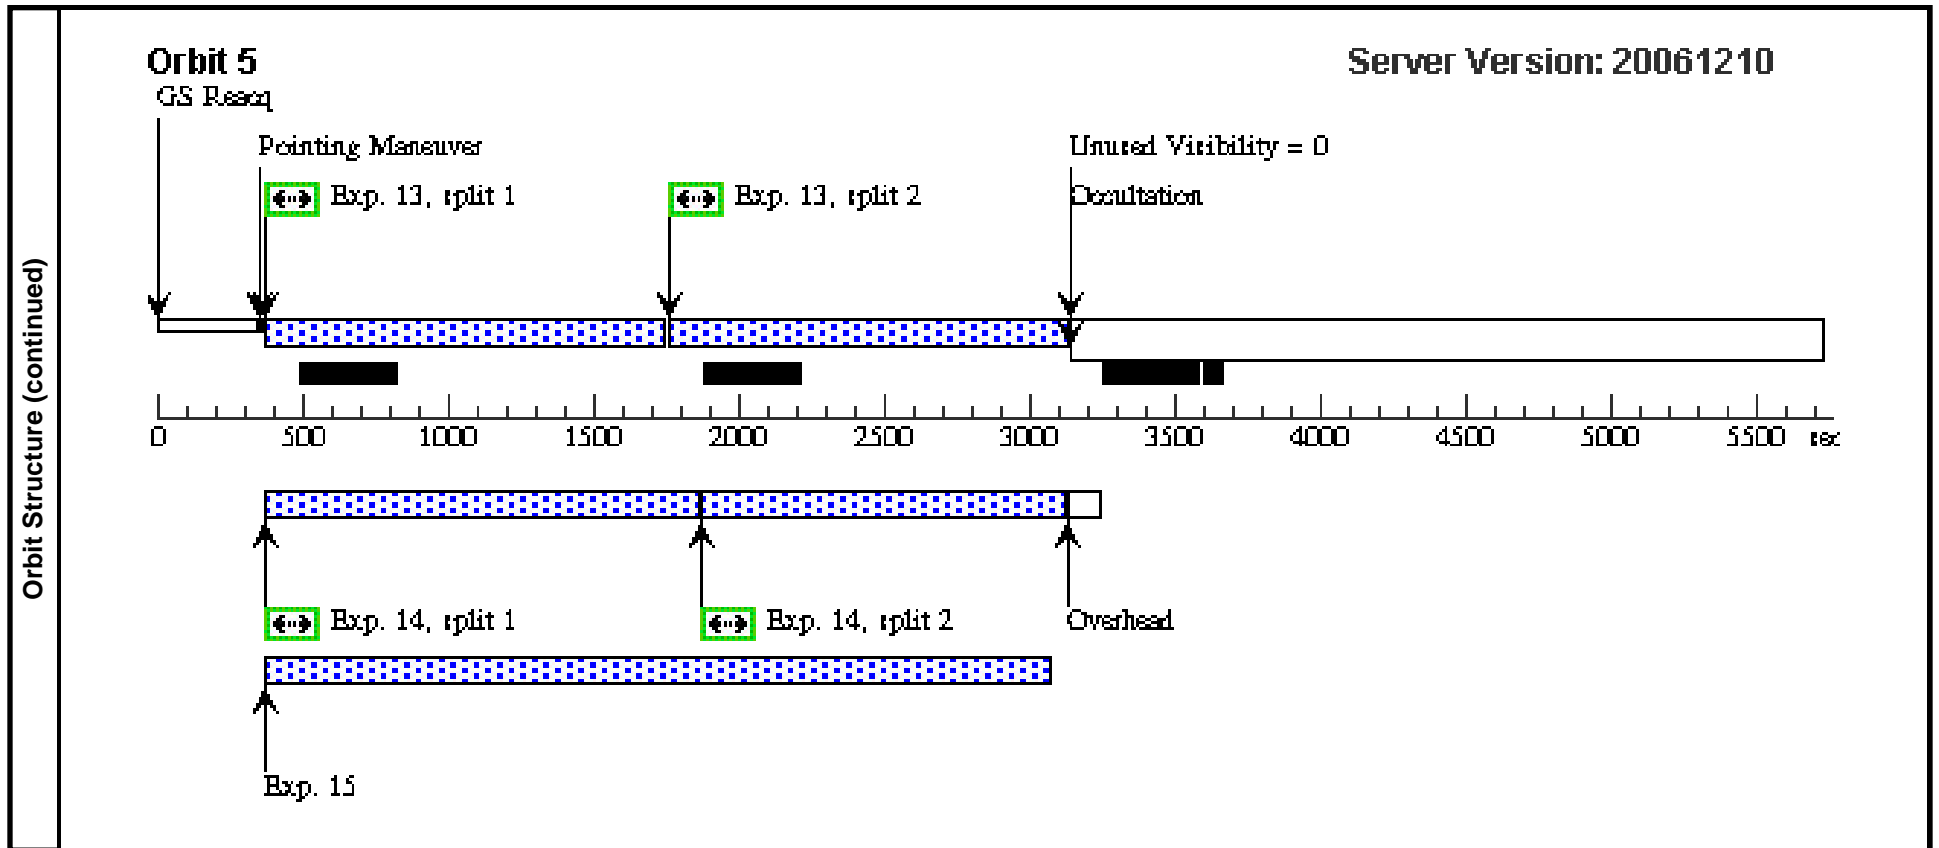 Orbit Structure (continued)
Orbit 5
Server Version: 20061210
GS Reacq
Pointing Maneuver
Unused Visibility = 0
Exp. 13, split 1
Exp. 13, split 2
Occultation
0 500 1000 1500 2000 2500 3000 3500 4000 4500 5000 5500 sec
Exp. 14, split 1
Exp. 14, split 2
Overhead
Exp. 15